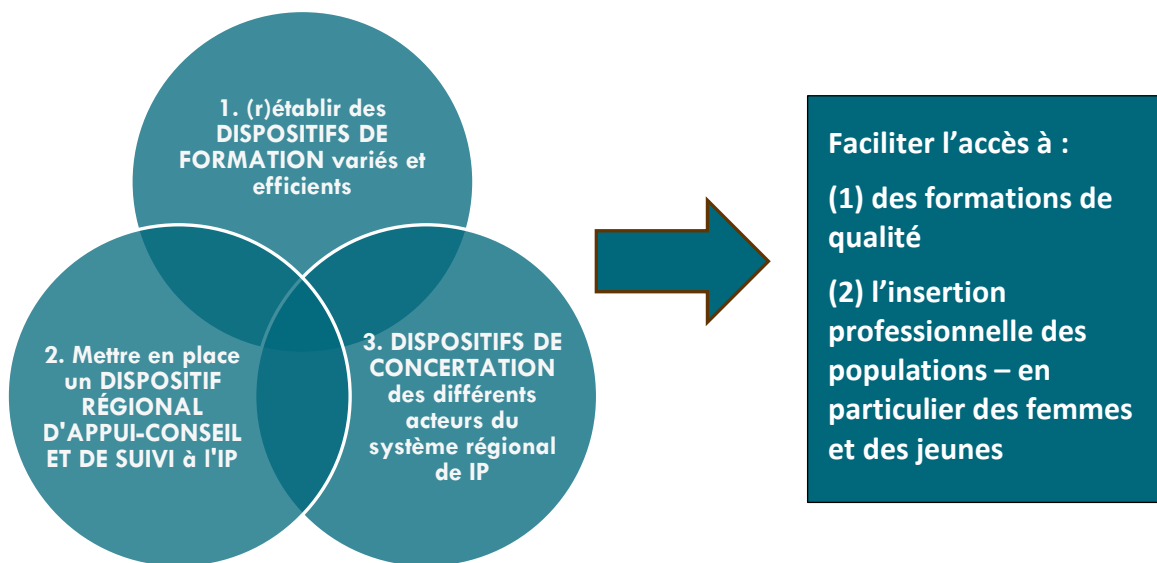 1. (r)établir des
DISPOSITIFS DE
FORMATION variés et
efficients
2. Mettre en place
un DISPOSITIF
RÉGIONAL
D'APPUI-CONSEIL
ET DE SUIVI à l'IP
3. DISPOSITIFS DE
CONCERTATION
des différents
acteurs du
système régional
de IP
Faciliter l’accès à :
(1) des formations de
qualité
(2) l’insertion
professionnelle des
populations – en
particulier des femmes
et des jeunes